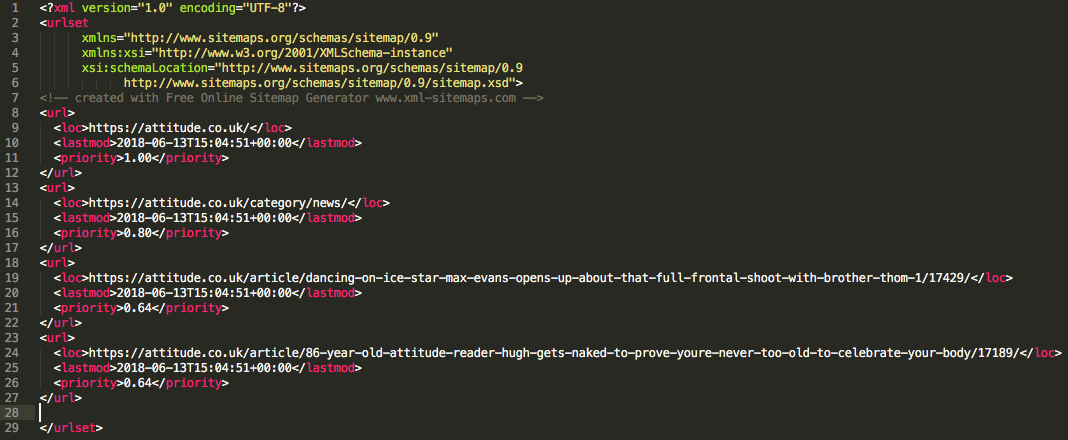 1 <?xml version="1.0" encoding="UTF-8"?>
2 <urlset
3 xmlns="http://www.sitemaps.org/schemas/sitemap/0.9"
4 xmlns:xsi="http://www.w3.org/2001/XMLSchema-instance"
5 xsi:schemaLocation="http://www.sitemaps.org/schemas/sitemap/0.9
6 http://www.sitemaps.org/schemas/sitemap/0.9/sitemap.xsd">
7 <!-- created with Free Online Sitemap Generator www.xml-sitemaps.com -->
8 <url>
9 <loc>https://attitude.co.uk/</loc>
10 <lastmod>2018-06-13T15:04:51+00:00</lastmod>
11 <priority>1.00</priority>
12 </url>
13 <url>
14 <loc>https://attitude.co.uk/category/news/</loc>
15 <lastmod>2018-06-13T15:04:51+00:00</lastmod>
16 <priority>0.80</priority>
17 </url>
18 <url>
19 <loc>https://attitude.co.uk/article/dancing-on-ice-star-max-evans-opens-up-about-that-full-frontal-shoot-with-brother-thom-1/17429/</loc>
20 <lastmod>2018-06-13T15:04:51+00:00</lastmod>
21 <priority>0.64</priority>
22 </url>
23 <url>
24 <loc>https://attitude.co.uk/article/86-year-old-attitude-reader-hugh-gets-naked-to-prove-youre-never-too-old-to-celebrate-your-body/17189/</loc>
25 <lastmod>2018-06-13T15:04:51+00:00</lastmod>
26 <priority>0.64</priority>
27 </url>
28
29 </urlset>